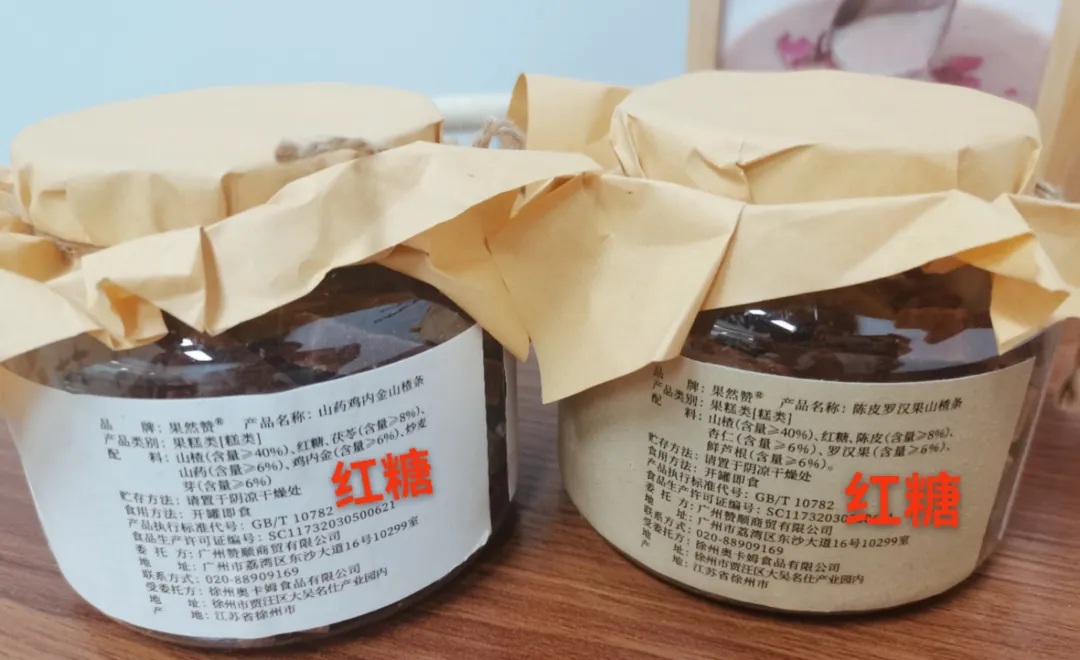 品 牌：果然赞® 产品名称：山药鸡内金山楂条
产品类别：果糕类[糕类]
配 料：山楂(含量≥40%)、红糖、茯苓(含量≥8%)、
山药(含量≥6%)、鸡内金(含量≥6%)、炒麦
芽(含量≥6%)
贮存方法：请置于阴凉干燥处
食用方法：开罐即食
产品执行标准代号：GB/T 10782
食品生产许可证编号：SC11732030500621
委 托 方：广州赞顺商贸有限公司
地 址：广州市荔湾区东沙大道16号10299室
联系方式：020-88909169
受委托方：徐州奥卡姆食品有限公司
地 址：徐州市贾汪区大吴名仕产业园内
产 地：江苏省徐州市
红糖
品 牌：果然赞® 产品名称：陈皮罗汉果山楂条
产品类别：果糕类[糕类]
配 料：山楂(含量≥40%)、红糖、陈皮(含量≥8%)、
杏仁(含量≥6%)、罗汉果(含量≥6%)、
鲜芦根(含量≥6%)。
贮存方法：请置于阴凉干燥处
食用方法：开罐即食
产品执行标准代号：GB/T 10782
食品生产许可证编号：SC117320305
委 托 方：广州赞顺商贸有限公司
地 址：广州市荔湾区东沙大道16号10299室
联系方式：020-88909169
受委托方：徐州奥卡姆食品有限公司
地 址：徐州市贾汪区大吴名仕产业园内
产 地：江苏省徐州市
红糖